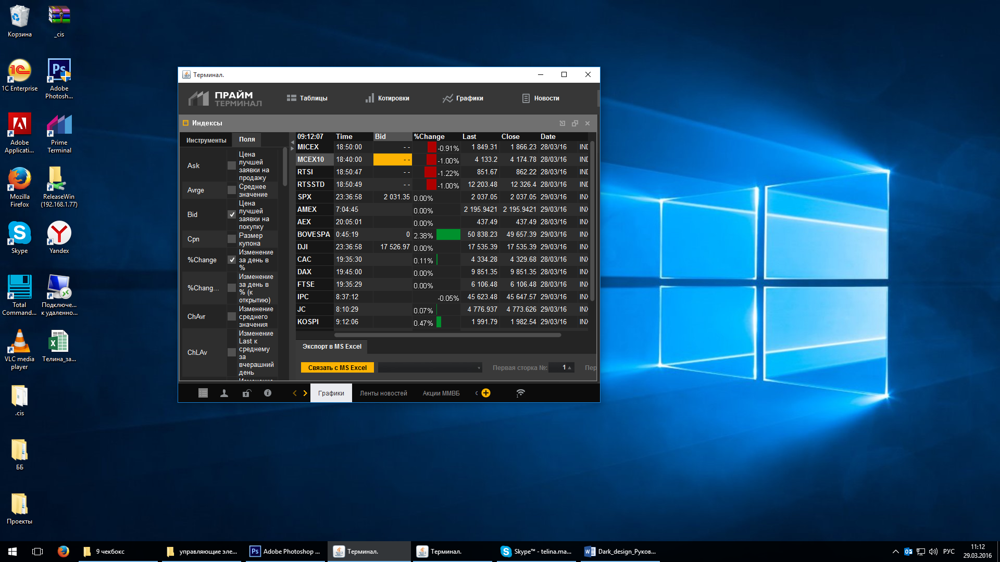 Корзина
_cis
1C Enterprise
Adobe Photosh...
Adobe Applicati...
Prime Terminal
Mozilla Firefox
ReleaseWin (192.168.1.77)
Skype
Yandex
Total Command...
Подключе... к удаленно...
VLC media player
Телина_за...
.cis
ББ
Проекты
Терминал.
ПРАЙМ
ТЕРМИНАЛ
Таблицы
Котировки
Графики
Новости
Индексы
Инструменты
Поля
Ask
Цена лучшей заявки на продажу
Avrge
Среднее значение
Bid
Цена лучшей заявки на покупку
Cpn
Размер купона
%Change
Изменение за день в %
%Chang...
Изменение за день в % (к открытию)
ChAvr
Изменение среднего значения
ChLAv
Изменение Last к среднему за вчерашний день
09:12:07 Time Bid %Change Last Close Date
MICEX 18:50:00 - - -0.91% 1 849.31 1 866.23 28/03/16 IND
MCEX10 18:40:00 - - -1.00% 4 133.2 4 174.78 28/03/16 IND
RTSI 18:50:47 - - -1.22% 851.67 862.22 28/03/16 IND
RTSSTD 18:50:49 - - -1.00% 12 203.48 12 326.4 28/03/16 IND
SPX 23:36:58 2 031.35 0.00% 2 037.05 2 037.05 29/03/16 INX
AMEX 7:04:45 0.00% 2 195.9421 2 195.9421 29/03/16 INX
AEX 20:05:01 0.00% 437.49 437.49 28/03/16 INX
BOVESPA 0:45:19 0 2.38% 50 838.23 49 657.39 29/03/16 INX
DJI 23:36:58 17 526.97 0.00% 17 535.39 17 535.39 29/03/16 INX
CAC 19:35:30 0.11% 4 334.28 4 329.68 28/03/16 INX
DAX 19:45:00 0.00% 9 851.35 9 851.35 28/03/16 INX
FTSE 19:35:29 0.00% 6 106.48 6 106.48 28/03/16 INX
IPC 8:37:12 -0.05% 45 623.48 45 647.57 29/03/16 INX
JC 8:10:29 0.07% 4 776.937 4 773.626 29/03/16 INX
KOSPI 9:12:06 0.47% 1 991.79 1 982.54 29/03/16 INX
Экспорт в MS Excel
Связать с MS Excel
Первая сторка №:
1
Пер
Графики
Ленты новостей
Акции ММВБ
1
9 чекбокс
управляющие эле...
Adobe Photoshop ...
Терминал.
Терминал.
Skype™ - telina.ma...
Dark_design_Руков...
РУС
11:12
29.03.2016